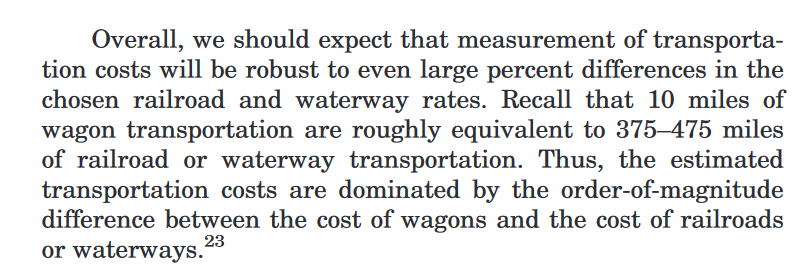 Overall, we should expect that measurement of transporta-
tion costs will be robust to even large percent differences in the
chosen railroad and waterway rates. Recall that 10 miles of
wagon transportation are roughly equivalent to 375–475 miles
of railroad or waterway transportation. Thus, the estimated
transportation costs are dominated by the order-of-magnitude
difference between the cost of wagons and the cost of railroads
or waterways.23